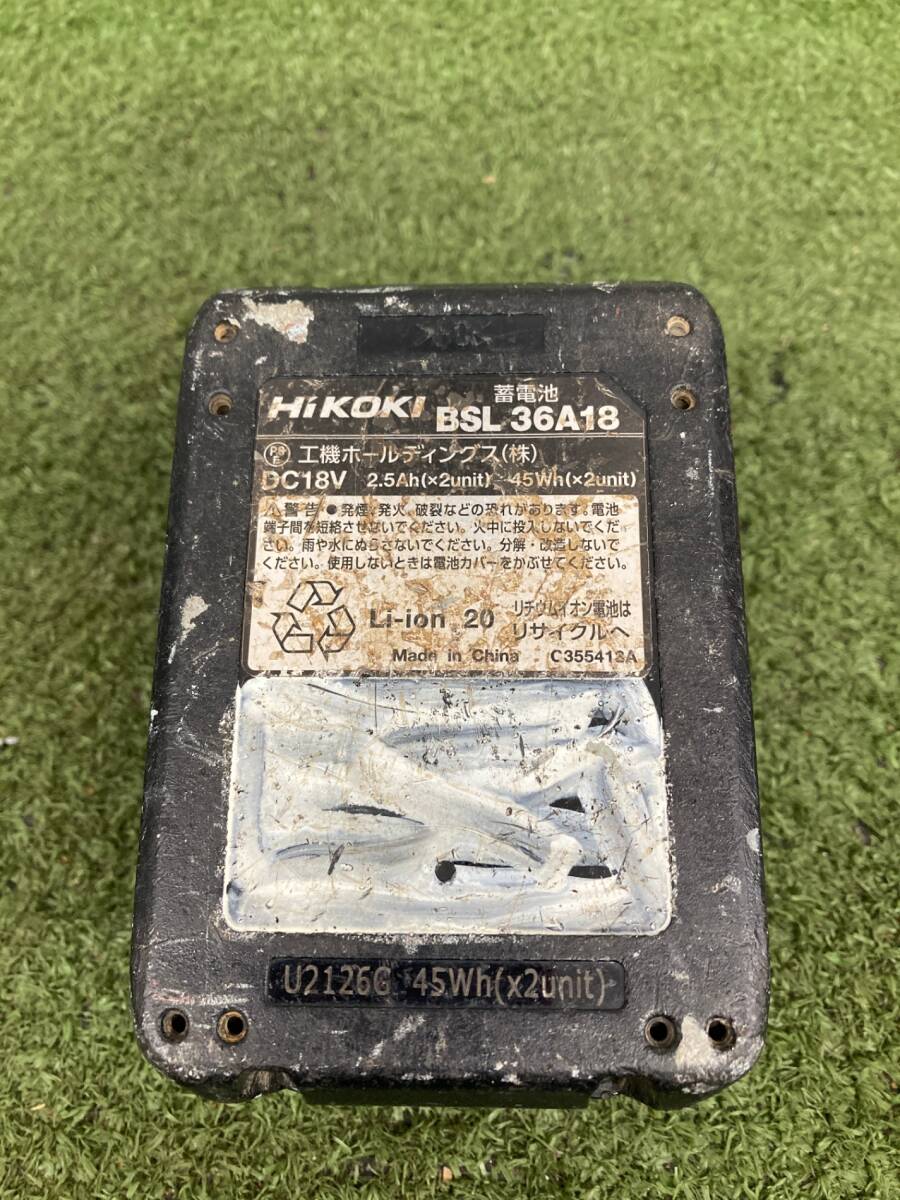 蓄電池
HiKOKI BSL 36A18
PS E 工機ホールディングス(株)
DC18V 2.5Ah(×2unit) 45Wh(×2unit)
⚠警告 ●発煙、発火、破裂などの恐れがあります。電池
端子間を短絡させないでください。火中に投入しないでくだ
さい。雨や水にぬらさないでください。分解・改造しないで
ください。使用しないときは電池カバーをかぶせてください。
Li-ion 20 リチウムイオン電池は
リサイクルへ
Made in China C355413A
U2126G 45Wh(x2unit)